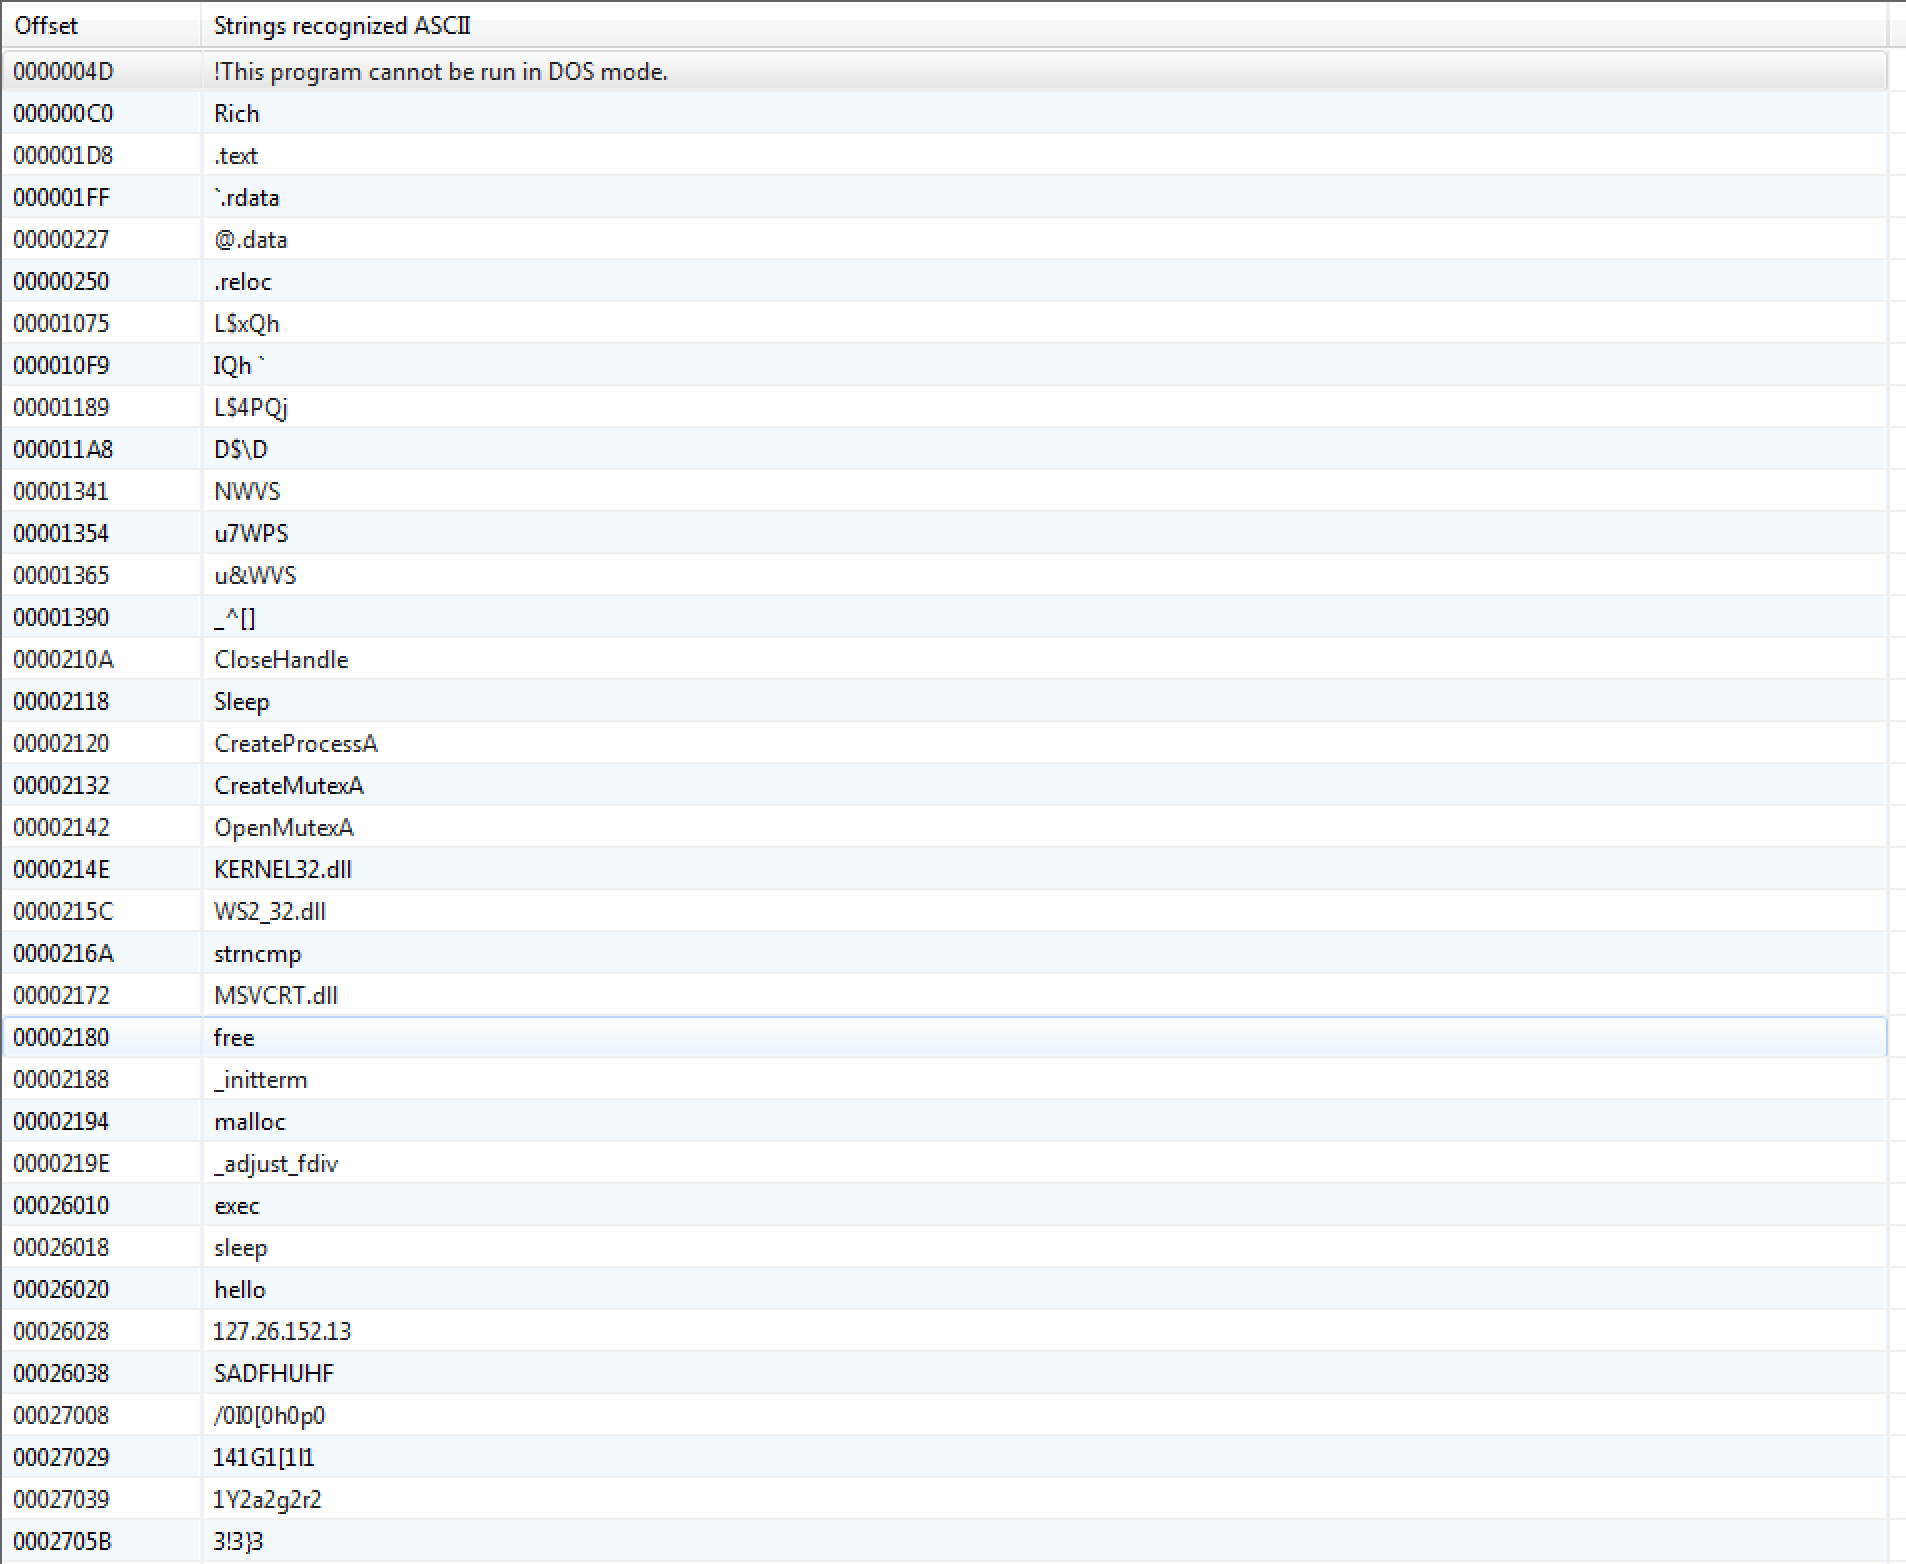 Offset Strings recognized ASCII
0000004D !This program cannot be run in DOS mode.
000000C0 Rich
000001D8 .text
000001FF `.rdata
00000227 @.data
00000250 .reloc
00001075 L$xQh
000010F9 IQh `
00001189 L$4PQj
000011A8 D$\D
00001341 NWVS
00001354 u7WPS
00001365 u&WVS
00001390 _^[]
0000210A CloseHandle
00002118 Sleep
00002120 CreateProcessA
00002132 CreateMutexA
00002142 OpenMutexA
0000214E KERNEL32.dll
0000215C WS2_32.dll
0000216A strncmp
00002172 MSVCRT.dll
00002180 free
00002188 _initterm
00002194 malloc
0000219E _adjust_fdiv
00026010 exec
00026018 sleep
00026020 hello
00026028 127.26.152.13
00026038 SADFHUHF
00027008 /0I0[0h0p0
00027029 141G1[1l1
00027039 1Y2a2g2r2
0002705B 3!3}3